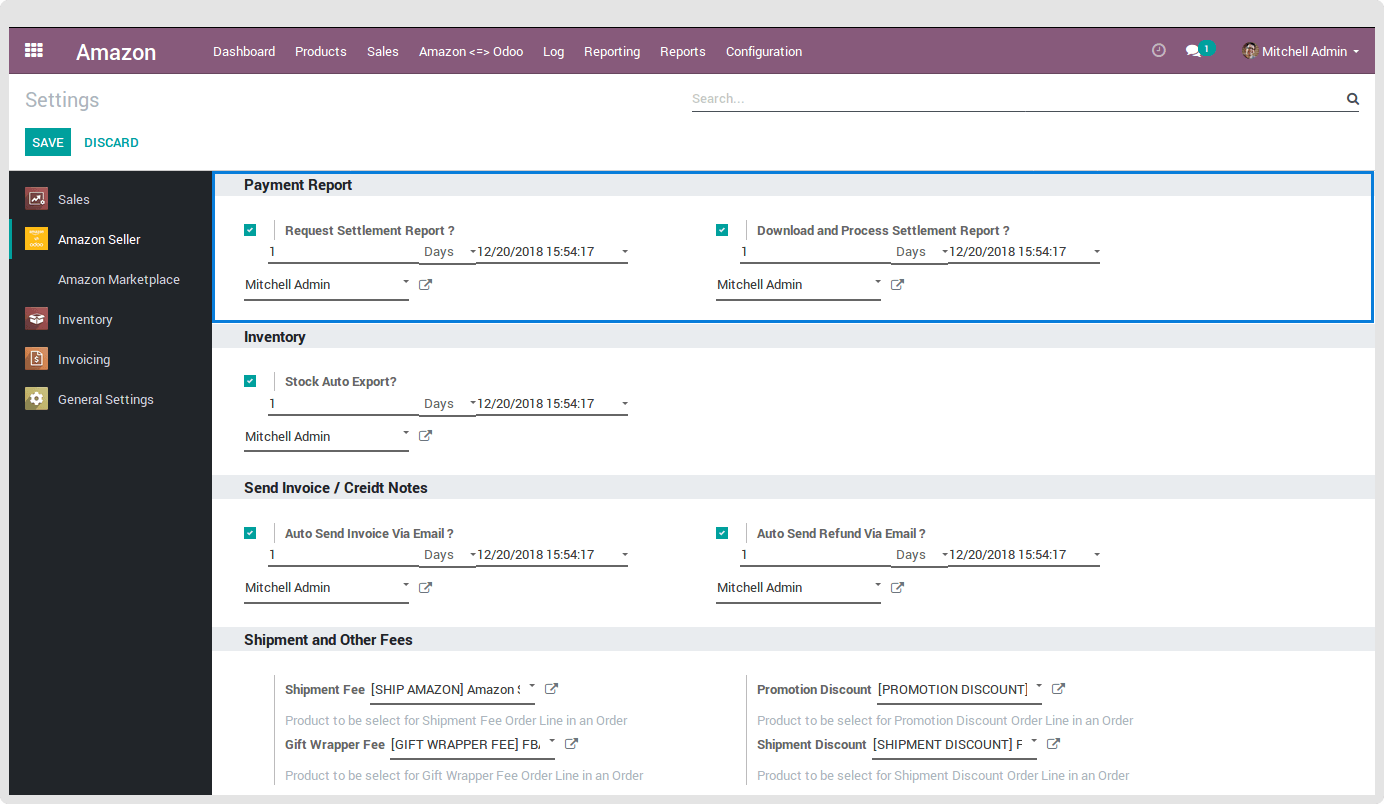 Amazon Dashboard Products Sales Amazon <=> Odoo Log Reporting Reports Configuration 1 Mitchell Admin
Settings Search...
SAVE DISCARD
Sales
Amazon Seller
Amazon Marketplace
Inventory
Invoicing
General Settings
Payment Report
Request Settlement Report ? Download and Process Settlement Report ?
1 Days 12/20/2018 15:54:17 1 Days 12/20/2018 15:54:17
Mitchell Admin Mitchell Admin
Inventory
Stock Auto Export?
1 Days 12/20/2018 15:54:17
Mitchell Admin
Send Invoice / Creidt Notes
Auto Send Invoice Via Email ? Auto Send Refund Via Email ?
1 Days 12/20/2018 15:54:17 1 Days 12/20/2018 15:54:17
Mitchell Admin Mitchell Admin
Shipment and Other Fees
Shipment Fee [SHIP AMAZON] Amazon Promotion Discount [PROMOTION DISCOUNT]
Product to be select for Shipment Fee Order Line in an Order Product to be select for Promotion Discount Order Line in an Order
Gift Wrapper Fee [GIFT WRAPPER FEE] FBA Shipment Discount [SHIPMENT DISCOUNT] F
Product to be select for Gift Wrapper Fee Order Line in an Order Product to be select for Shipment Discount Order Line in an Order